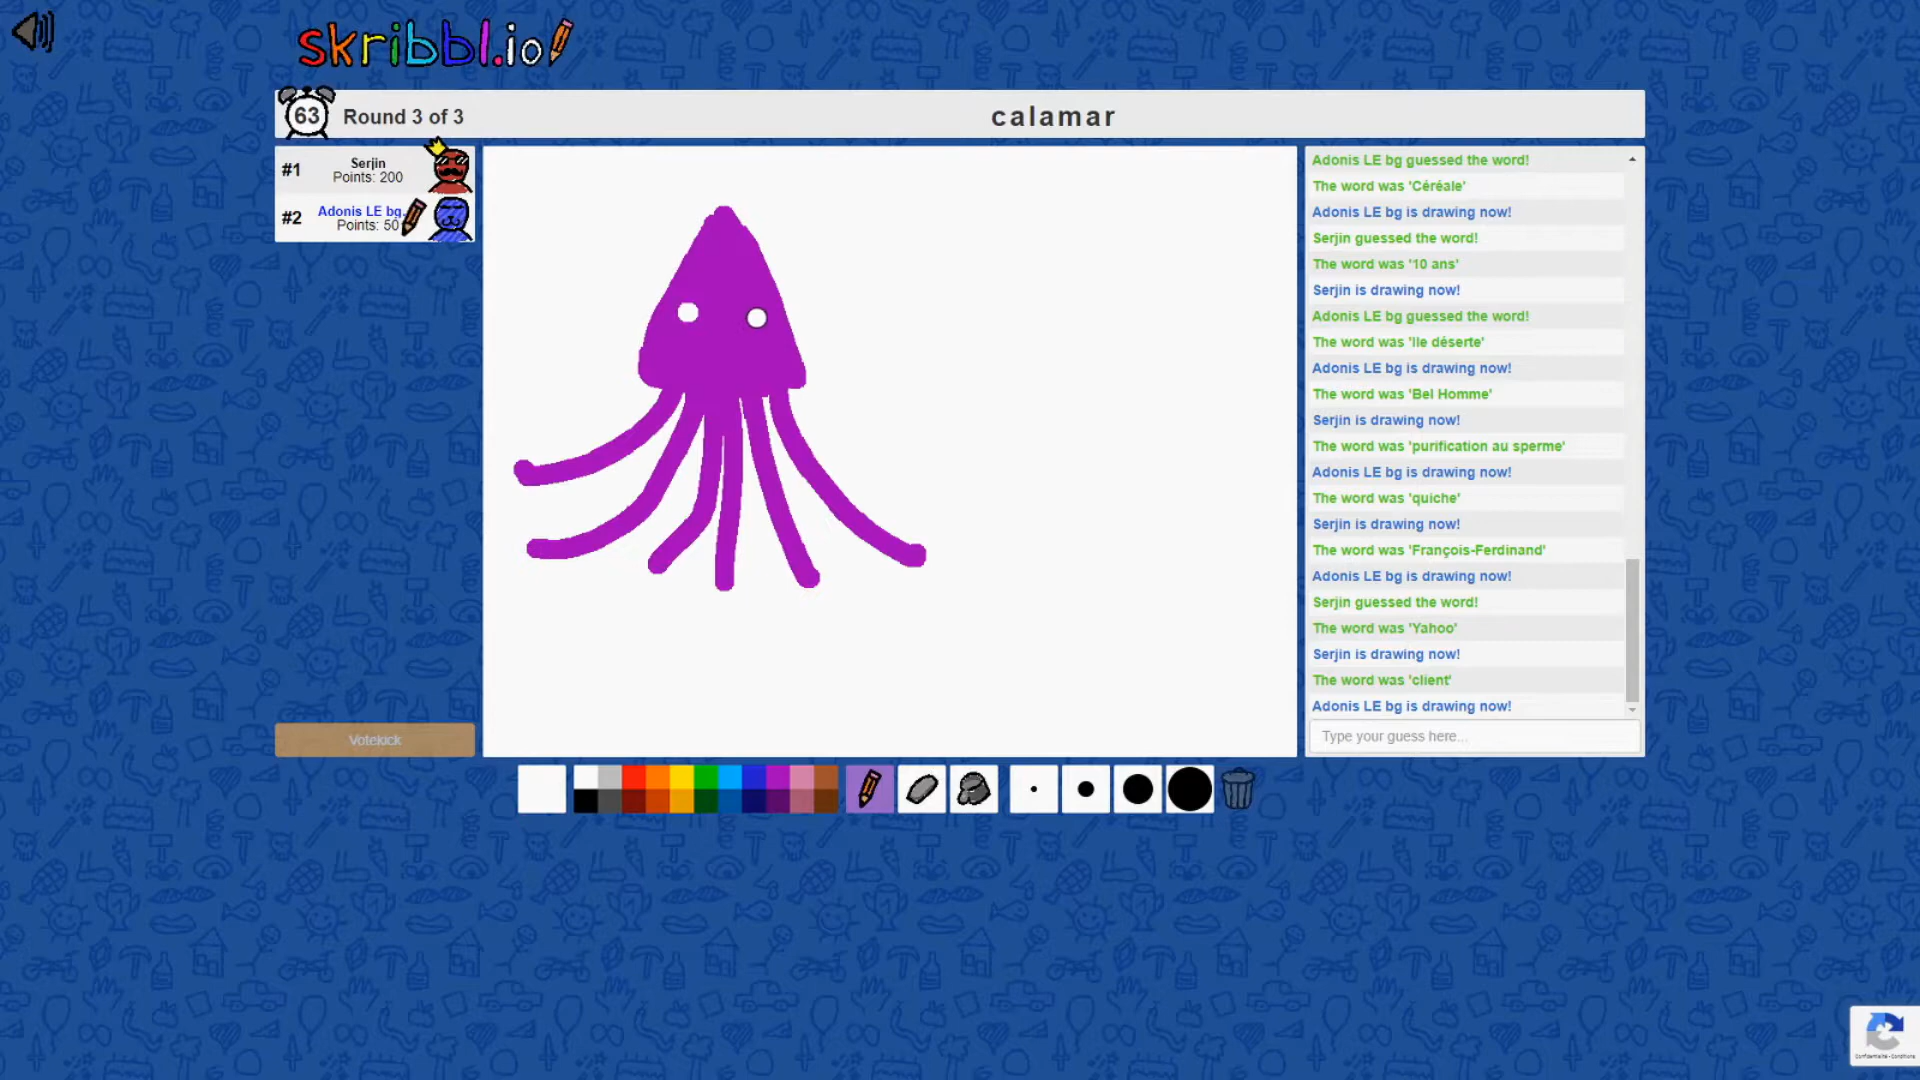 skribbl.io
63
Round 3 of 3
calamar
#1
Serjin
Points: 200
#2
Adonis LE bg.
Points: 50
Votekick
Adonis LE bg guessed the word!
The word was 'Céréale'
Adonis LE bg is drawing now!
Serjin guessed the word!
The word was '10 ans'
Serjin is drawing now!
Adonis LE bg guessed the word!
The word was 'Ile déserte'
Adonis LE bg is drawing now!
The word was 'Bel Homme'
Serjin is drawing now!
The word was 'purification au sperme'
Adonis LE bg is drawing now!
The word was 'quiche'
Serjin is drawing now!
The word was 'François-Ferdinand'
Adonis LE bg is drawing now!
Serjin guessed the word!
The word was 'Yahoo'
Serjin is drawing now!
The word was 'client'
Adonis LE bg is drawing now!
Type your guess here...
Confidentialité - Conditions